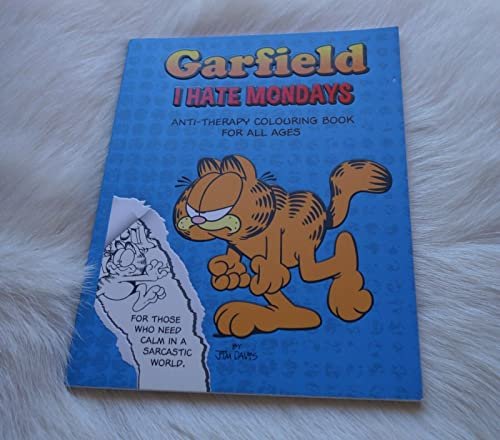 Garfield
I HATE MONDAYS
ANTI-THERAPY COLOURING BOOK
FOR ALL AGES
FOR THOSE
WHO NEED
CALM IN A
SARCASTIC
WORLD.
BY
JIM DAVIS